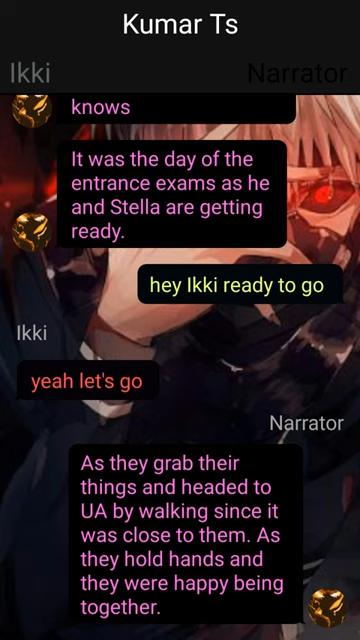 Kumar Ts
Ikki
Narrator
knows
It was the day of the
entrance exams as he
and Stella are getting
ready.
hey Ikki ready to go
Ikki
yeah let's go
Narrator
As they grab their
things and headed to
UA by walking since it
was close to them. As
they hold hands and
they were happy being
together.